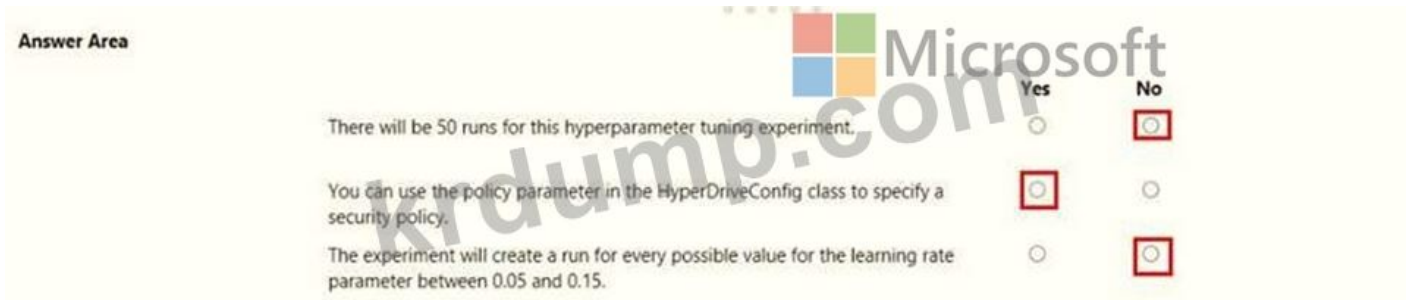 Answer Area
Microsoft
Yes No
There will be 50 runs for this hyperparameter tuning experiment.
You can use the policy parameter in the HyperDriveConfig class to specify a
security policy.
The experiment will create a run for every possible value for the learning rate
parameter between 0.05 and 0.15.
krdump.com